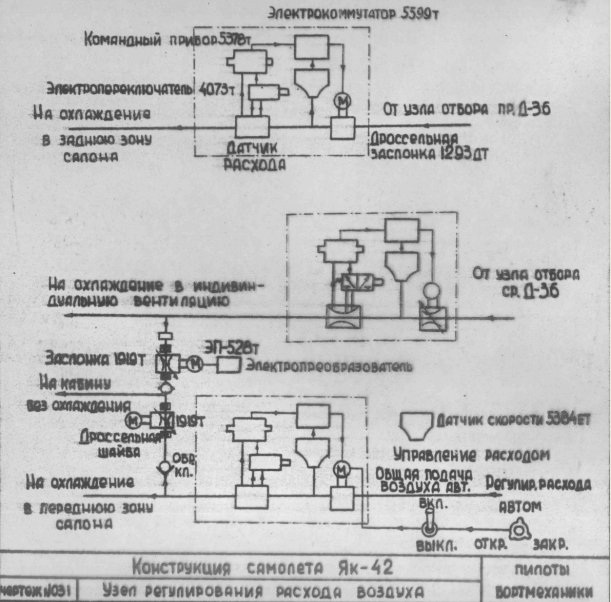 Электрокоммутатор 5599т
Командный прибор 5378т
Электропереключатель 4073т
На охлаждение
в заднюю зону
салона
Датчик
расхода
От узла отбора пр. Д-36
Дроссельная
заслонка 1293дт
На охлаждение в индивин-
дуальную вентиляцию
От узла отбора
ср. Д-36
Заслонка 1919т
ЭП-528т
Электропреобразователь
На кабину
без охлаждения
М
1919т
Дроссельная
шайба
Обр.
кл.
Датчик скорости 5384ет
Управление расходом
Общая подача
воздуха авт.
Регулир. расхода
На охлаждение
в переднюю зону
салона
вкл.
автом
выкл.
откр.
закр.
Конструкция самолета Як-42
пилоты
чертеж №031
Узел регулирования расхода воздуха
бортмеханики